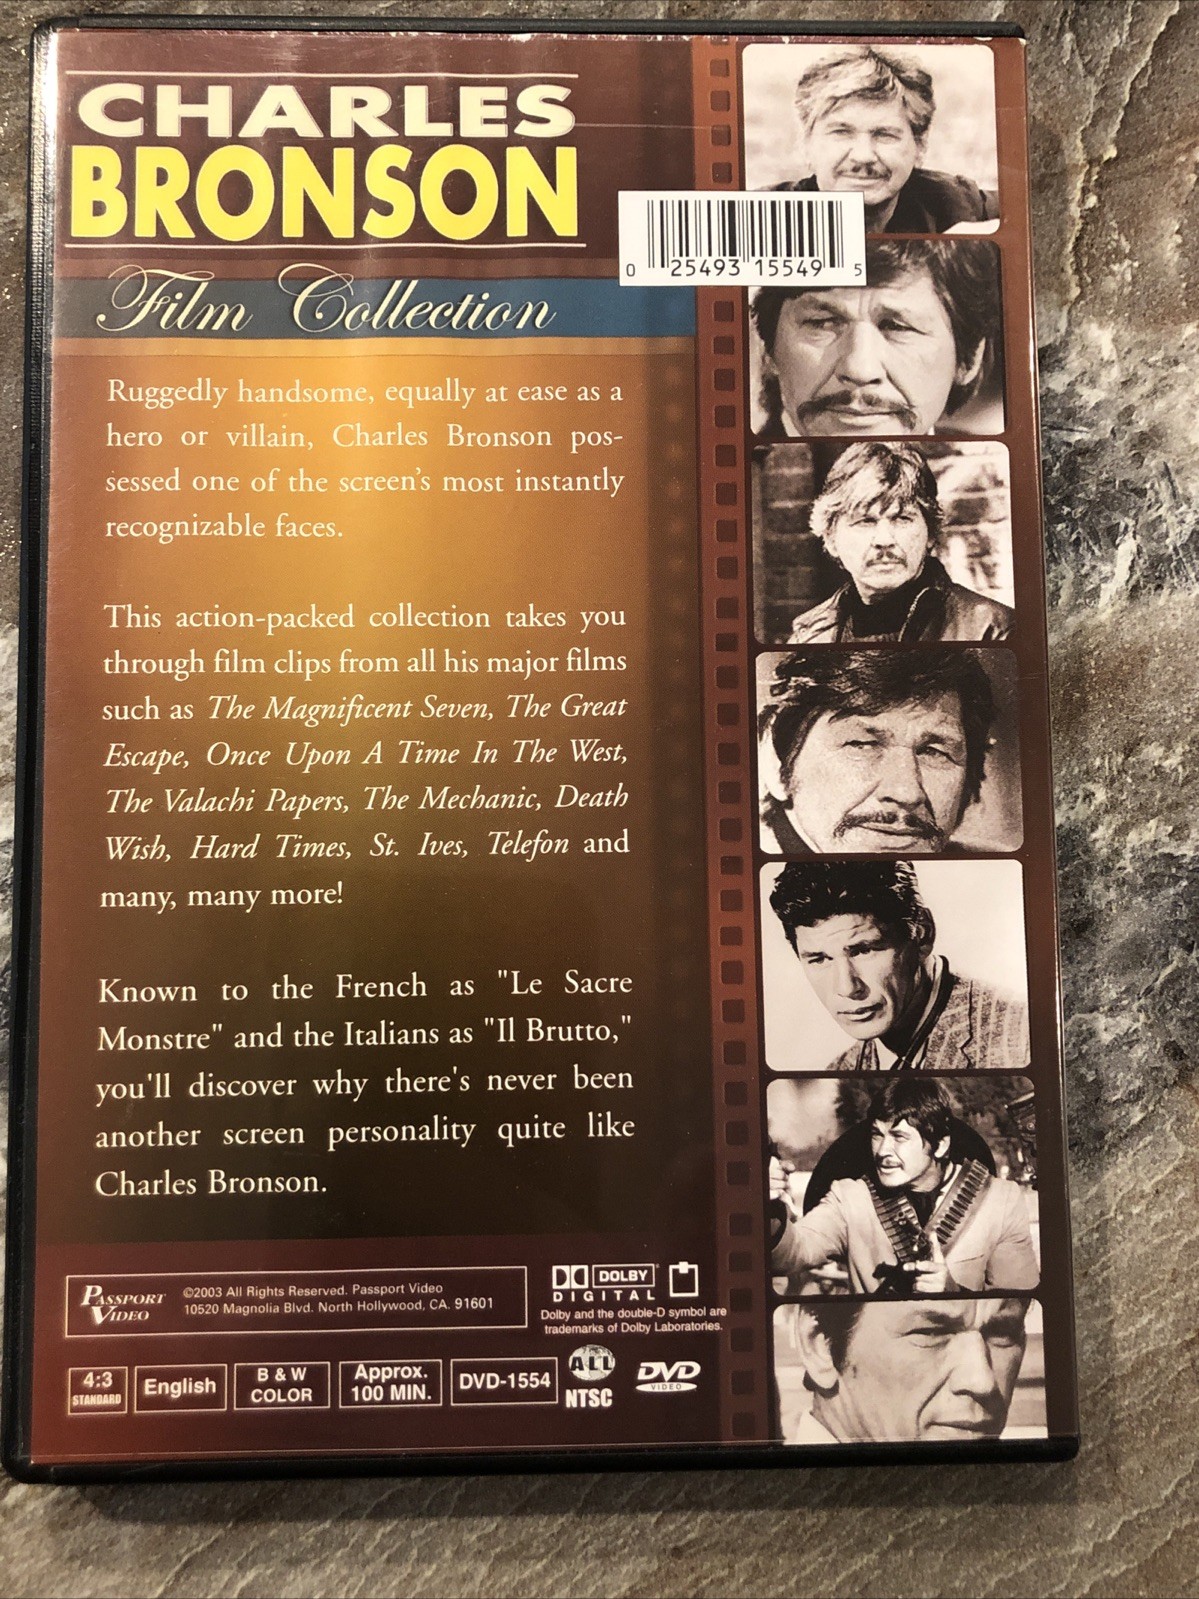 CHARLES
BRONSON
Film Collection
0 25493 15549 5
Ruggedly handsome, equally at ease as a
hero or villain, Charles Bronson pos-
sessed one of the screen's most instantly
recognizable faces.
This action-packed collection takes you
through film clips from all his major films
such as The Magnificent Seven, The Great
Escape, Once Upon A Time In The West,
The Valachi Papers, The Mechanic, Death
Wish, Hard Times, St. Ives, Telefon and
many, many more!
Known to the French as "Le Sacre
Monstre" and the Italians as "Il Brutto,"
you'll discover why there's never been
another screen personality quite like
Charles Bronson.
PASSPORT
VIDEO
©2003 All Rights Reserved. Passport Video
10520 Magnolia Blvd. North Hollywood, CA. 91601
DOLBY
DIGITAL
Dolby and the double-D symbol are
trademarks of Dolby Laboratories.
4:3
STANDARD
English
B & W
COLOR
Approx.
100 MIN.
DVD-1554
ALL
NTSC
DVD
VIDEO